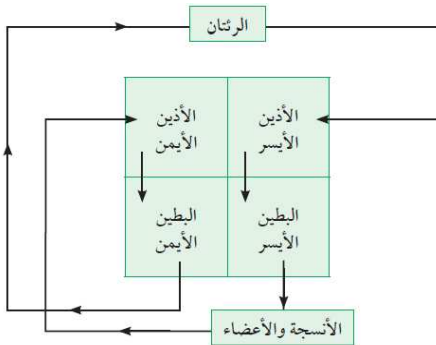 الرئتان
الأذين
الأيمن
الأذين
الأيسر
البطين
الأيمن
البطين
الأيسر
الأنسجة والأعضاء